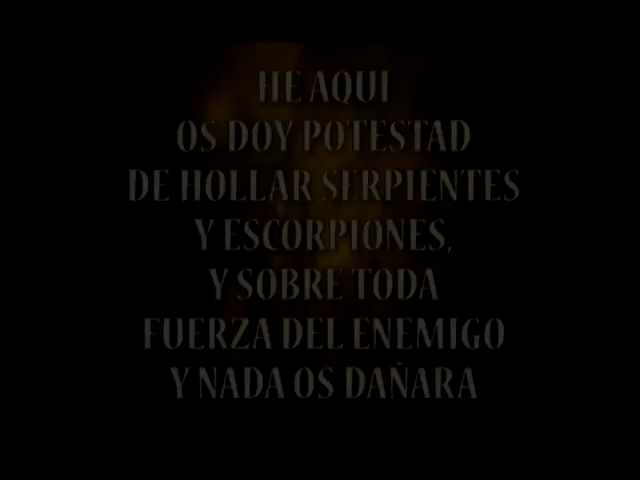 HE AQUI
OS DOY POTESTAD
DE HOLLAR SERPIENTES
Y ESCORPIONES,
Y SOBRE TODA
FUERZA DEL ENEMIGO
Y NADA OS DAÑARA